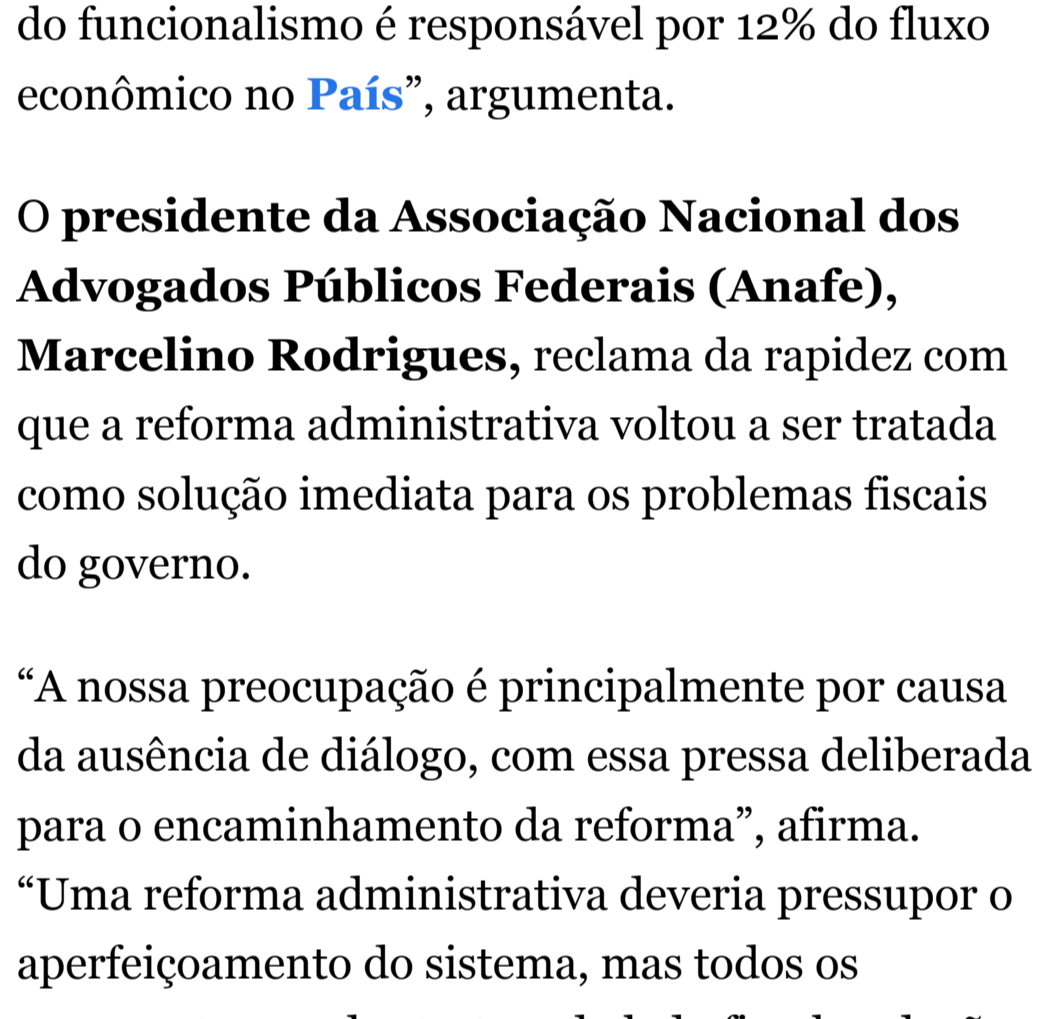 do funcionalismo é responsável por 12% do fluxo
econômico no País”, argumenta.
O presidente da Associação Nacional dos
Advogados Públicos Federais (Anafe),
Marcelino Rodrigues, reclama da rapidez com
que a reforma administrativa voltou a ser tratada
como solução imediata para os problemas fiscais
do governo.
“A nossa preocupação é principalmente por causa
da ausência de diálogo, com essa pressa deliberada
para o encaminhamento da reforma”, afirma.
“Uma reforma administrativa deveria pressupor o
aperfeiçoamento do sistema, mas todos os